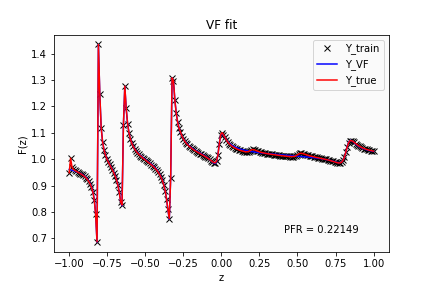 VF fit
Y_train
Y_VF
Y_true
F(z)
1.4
1.3
1.2
1.1
1.0
0.9
0.8
0.7
PFR = 0.22149
−1.00 −0.75 −0.50 −0.25 0.00 0.25 0.50 0.75 1.00
z